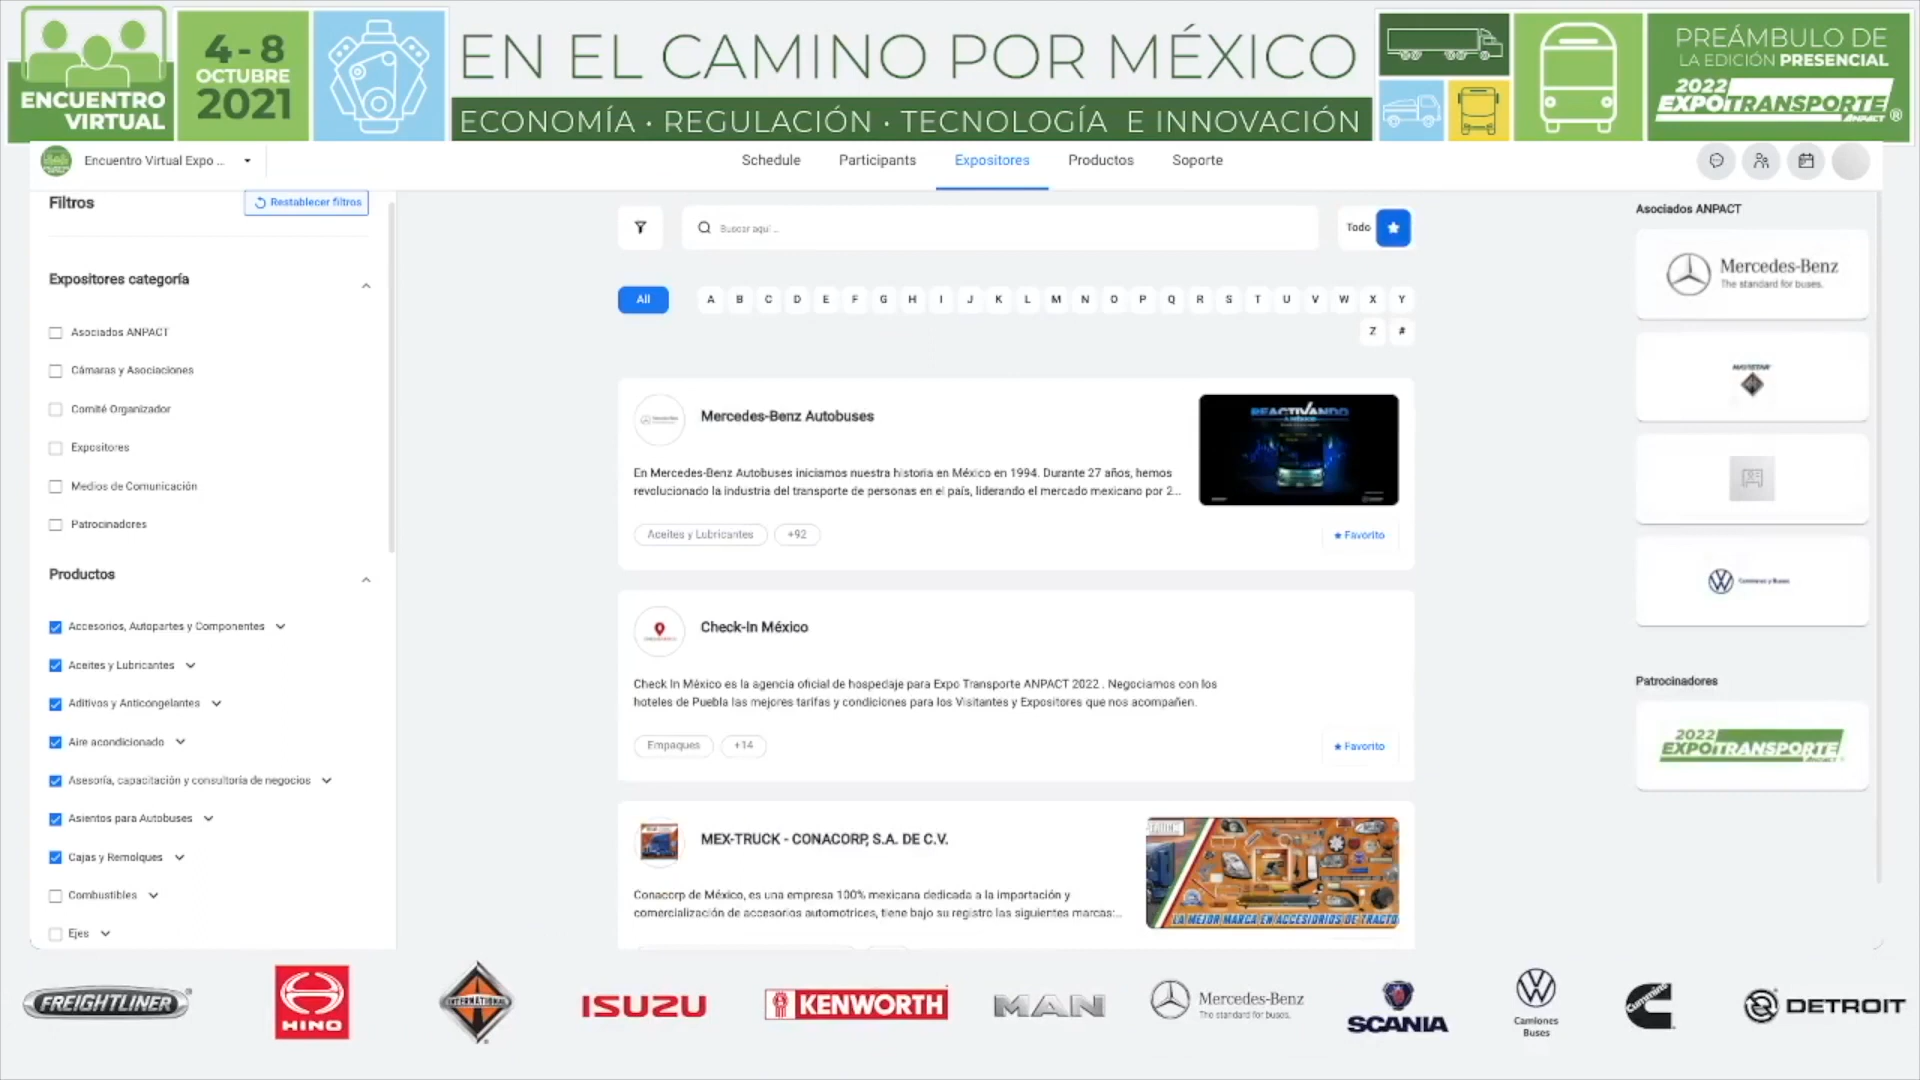 ENCUENTRO
VIRTUAL
4 - 8
OCTUBRE
2021
EN EL CAMINO POR MÉXICO
ECONOMÍA · REGULACIÓN · TECNOLOGÍA E INNOVACIÓN
PREÁMBULO DE
LA EDICIÓN PRESENCIAL
2022
EXPOTRANSPORTE ®
ANPACT
Encuentro Virtual Expo ...
Schedule
Participants
Expositores
Productos
Soporte
Filtros
Restablecer filtros
Expositores categoría
Asociados ANPACT
Cámaras y Asociaciones
Comité Organizador
Expositores
Medios de Comunicación
Patrocinadores
Productos
Accesorios, Autopartes y Componentes
Aceites y Lubricantes
Aditivos y Anticongelantes
Aire acondicionado
Asesoría, capacitación y consultoría de negocios
Asientos para Autobuses
Cajas y Remolques
Combustibles
Ejes
Buscar aquí ...
Todo
All A B C D E F G H I J K L M N O P Q R S T U V W X Y
Z #
Mercedes-Benz Autobuses
En Mercedes-Benz Autobuses iniciamos nuestra historia en México en 1994. Durante 27 años, hemos
revolucionado la industria del transporte de personas en el país, liderando el mercado mexicano por 2...
Aceites y Lubricantes
+92
REACTIVANDO
A MÉXICO
Favorito
Check-In México
Check In México es la agencia oficial de hospedaje para Expo Transporte ANPACT 2022 . Negociamos con los
hoteles de Puebla las mejores tarifas y condiciones para los Visitantes y Expositores que nos acompañen.
Empaques
+14
Favorito
MEX-TRUCK - CONACORP, S.A. DE C.V.
Conacorp de México, es una empresa 100% mexicana dedicada a la importación y
comercialización de accesorios automotrices, tiene bajo su registro las siguientes marcas:...
LA MEJOR MARCA EN ACCESORIOS DE TRACTO
Asociados ANPACT
Mercedes-Benz
The standard for buses.
NAVISTAR
Camiones y Buses
Patrocinadores
2022
EXPOTRANSPORTE
FREIGHTLINER
HINO
INTERNATIONAL
ISUZU
KENWORTH
MAN
Mercedes-Benz
The standard for buses.
SCANIA
Camiones
Buses
Cummins
DETROIT